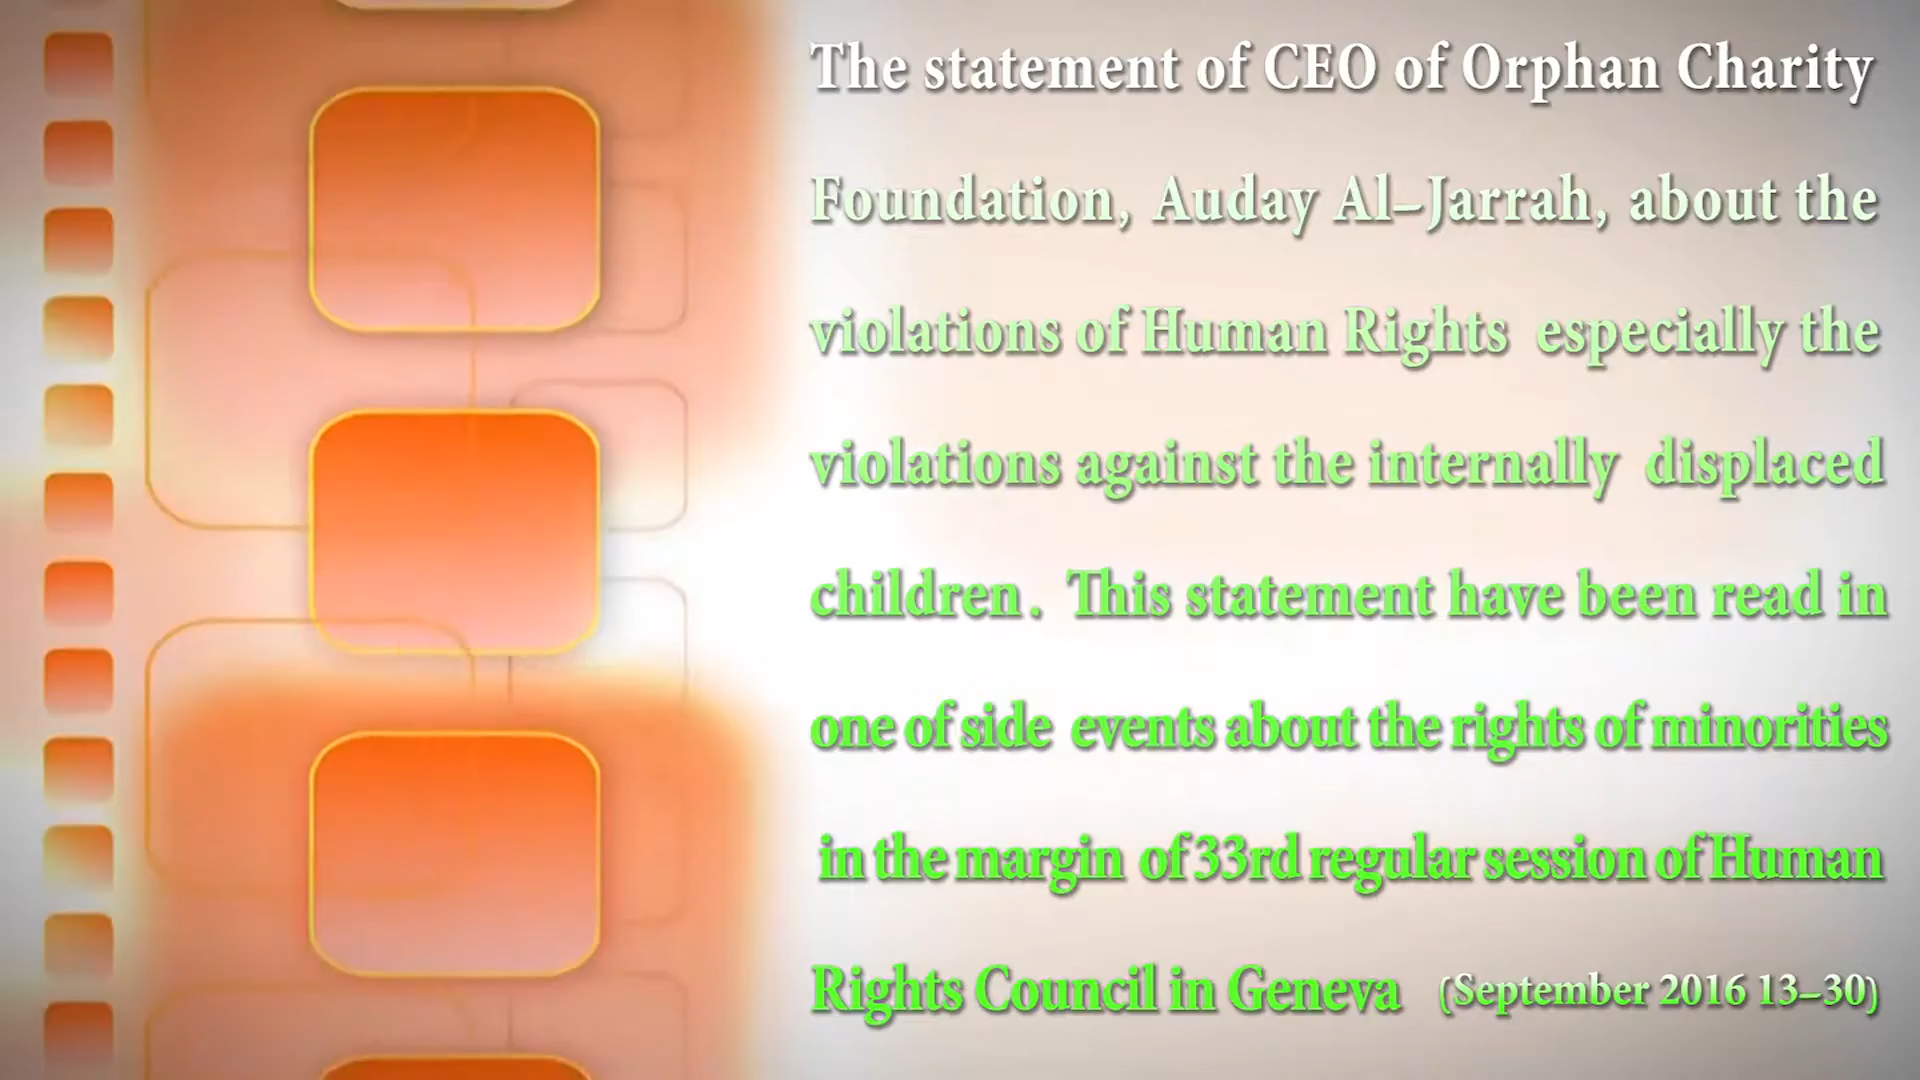 The statement of CEO of Orphan Charity
Foundation, Auday Al–Jarrah, about the
violations of Human Rights especially the
violations against the internally displaced
children. This statement have been read in
one of side events about the rights of minorities
in the margin of 33rd regular session of Human
Rights Council in Geneva (September 2016 13–30)